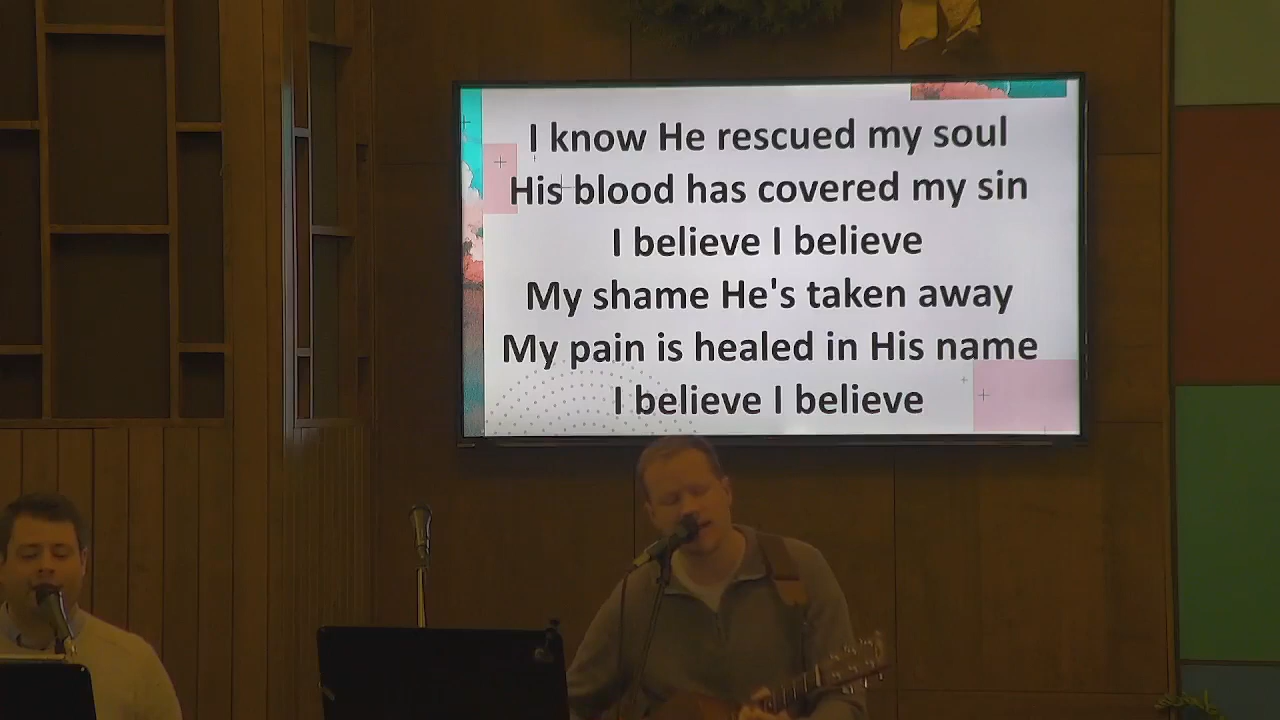 I know He rescued my soul
His blood has covered my sin
I believe I believe
My shame He's taken away
My pain is healed in His name
I believe I believe